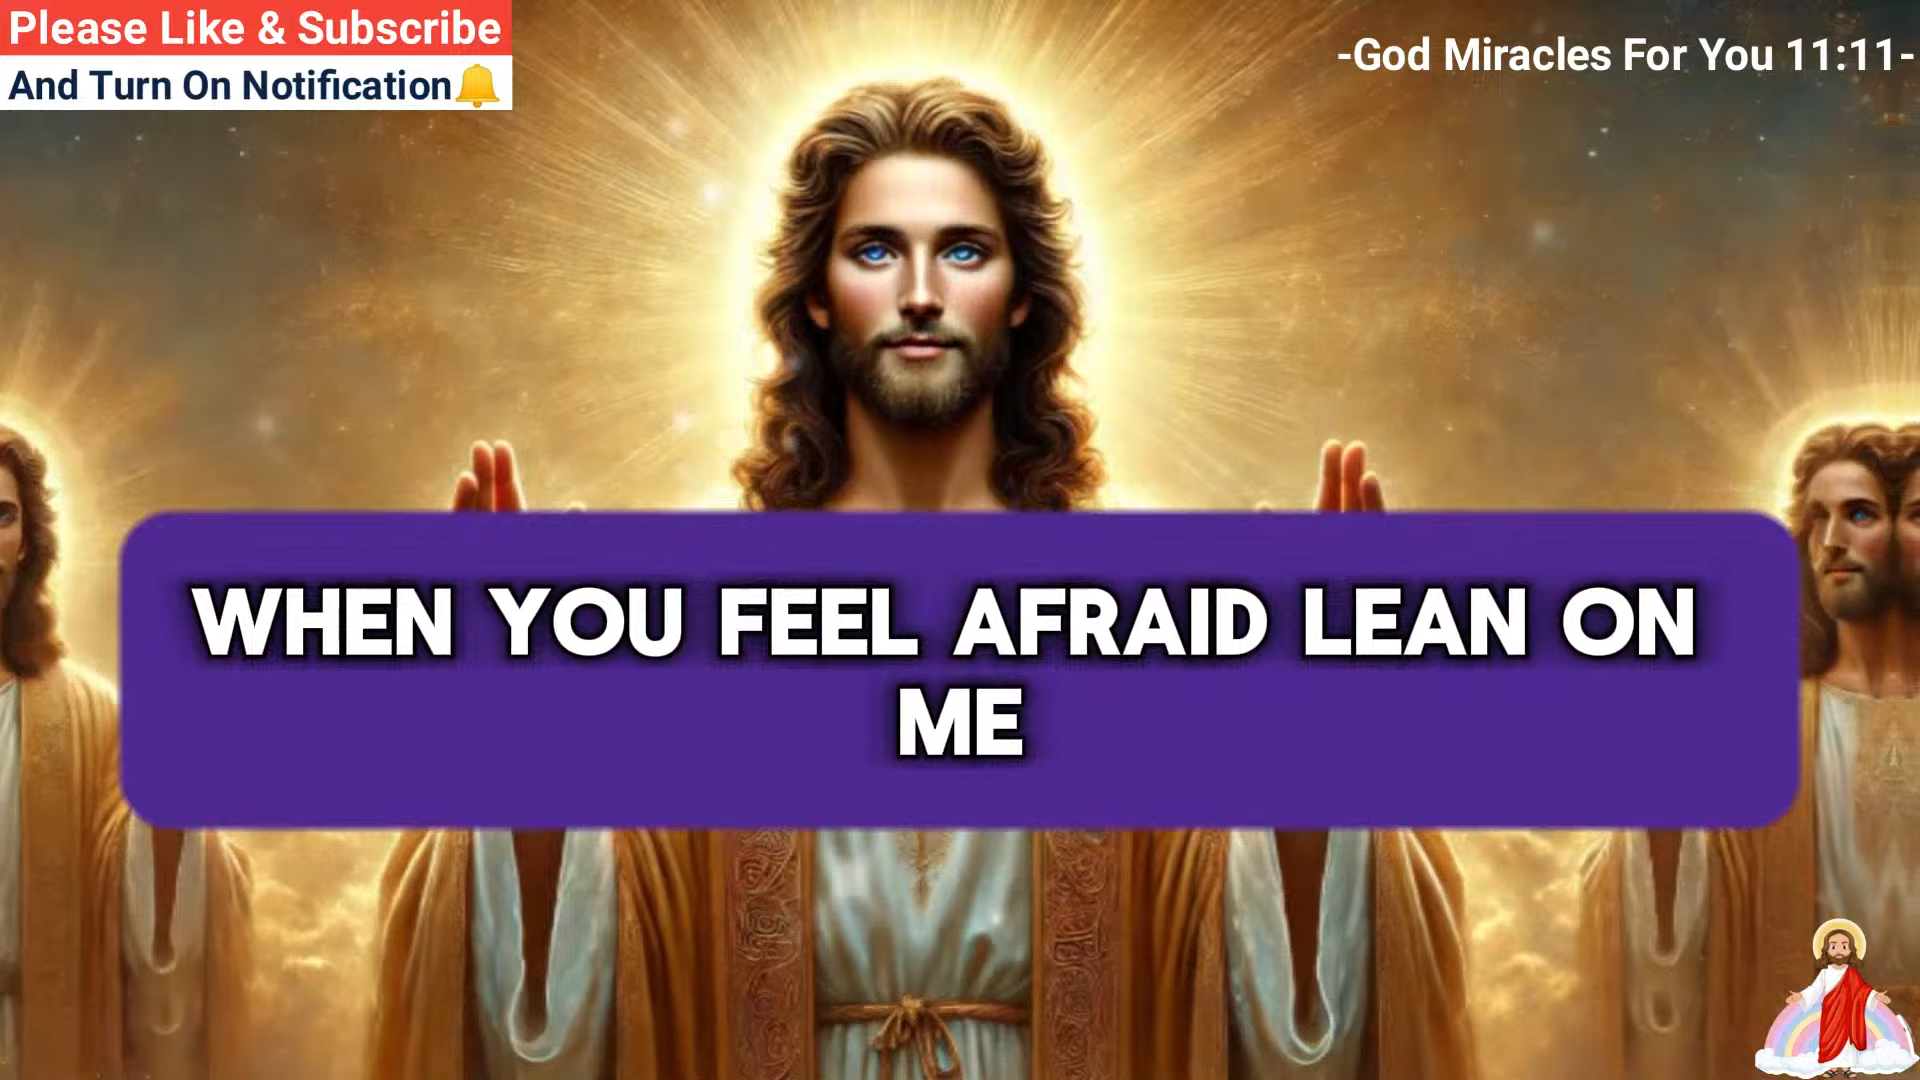 Please Like & Subscribe
And Turn On Notification🔔
-God Miracles For You 11:11-
WHEN YOU FEEL AFRAID LEAN ON
ME